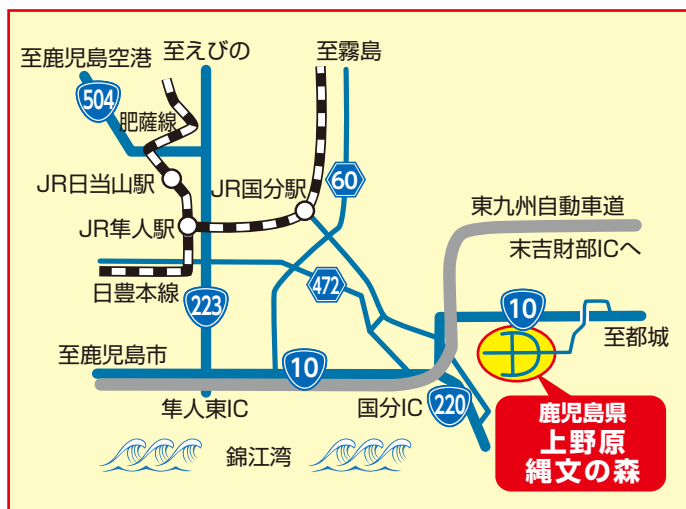 至鹿児島空港
至えびの
至霧島
504
肥薩線
JR日当山駅
JR国分駅
60
JR隼人駅
東九州自動車道
末吉財部ICへ
日豊本線
472
223
10
至都城
至鹿児島市
10
隼人東IC
国分IC
220
鹿児島県
上野原
縄文の森
錦江湾